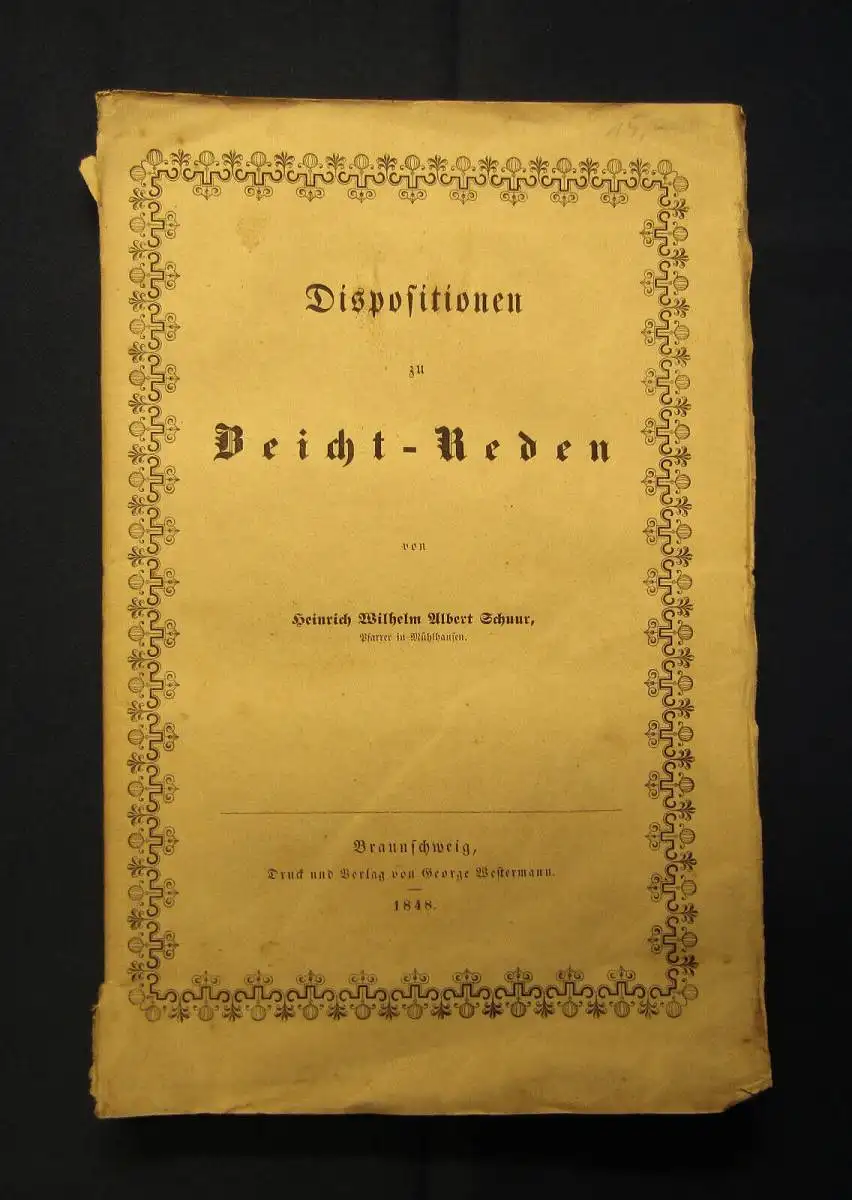 15,–
Dispoſitionen
zu
Beicht-Reden
von
Heinrich Wilhelm Albert Schnur,
Pfarrer in Mühlhauſen.
Braunſchweig,
Druck und Verlag von George Weſtermann.
1848.